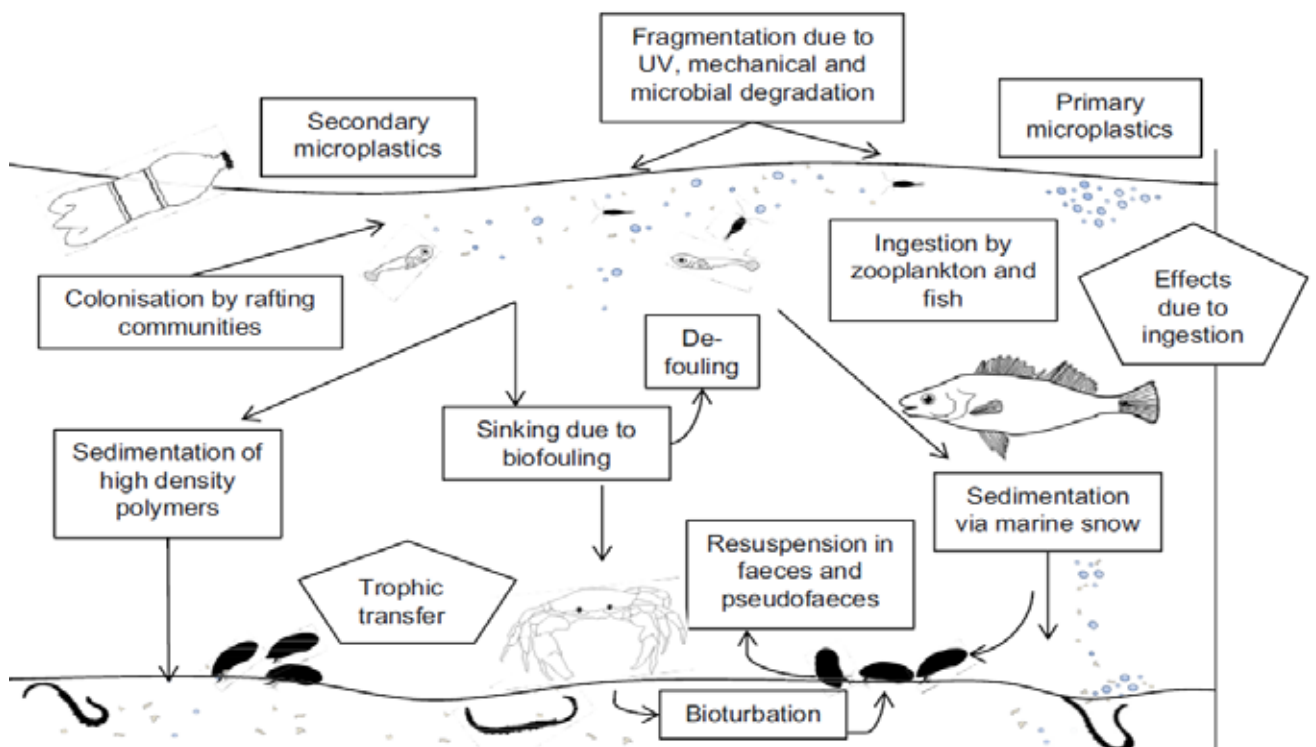 Fragmentation due to
UV, mechanical and
microbial degradation
Secondary
microplastics
Primary
microplastics
Colonisation by rafting
communities
Ingestion by
zooplankton and
fish
Effects
due to
ingestion
De-
fouling
Sinking due to
biofouling
Sedimentation of
high density
polymers
Sedimentation
via marine snow
Trophic
transfer
Resuspension in
faeces and
pseudofaeces
Bioturbation